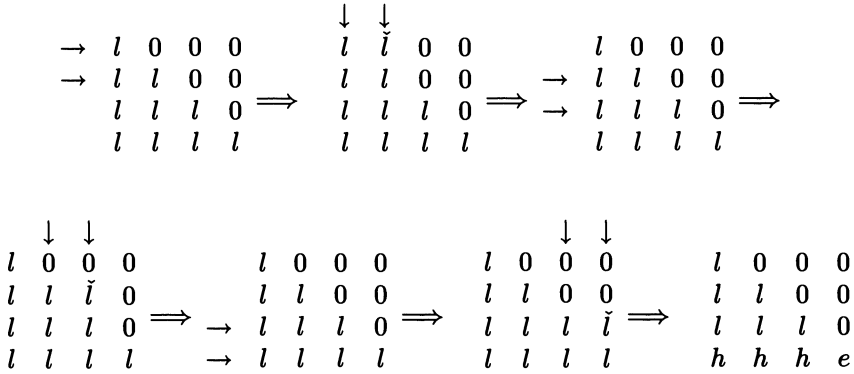 ↓ ↓
→ l 0 0 0 l ľ 0 0 l 0 0 0
→ l l 0 0 l l 0 0 → l l 0 0
l l l 0 ⟹ l l l 0 ⟹ → l l l 0 ⟹
l l l l l l l l l l l l
↓ ↓ ↓ ↓
l 0 0 0 l 0 0 0 l 0 0 0 l 0 0 0
l l ľ 0 l l 0 0 l l 0 0 l l 0 0
l l l 0 ⟹ → l l l 0 ⟹ l l l ľ ⟹ l l l 0
l l l l → l l l l l l l l h h h e